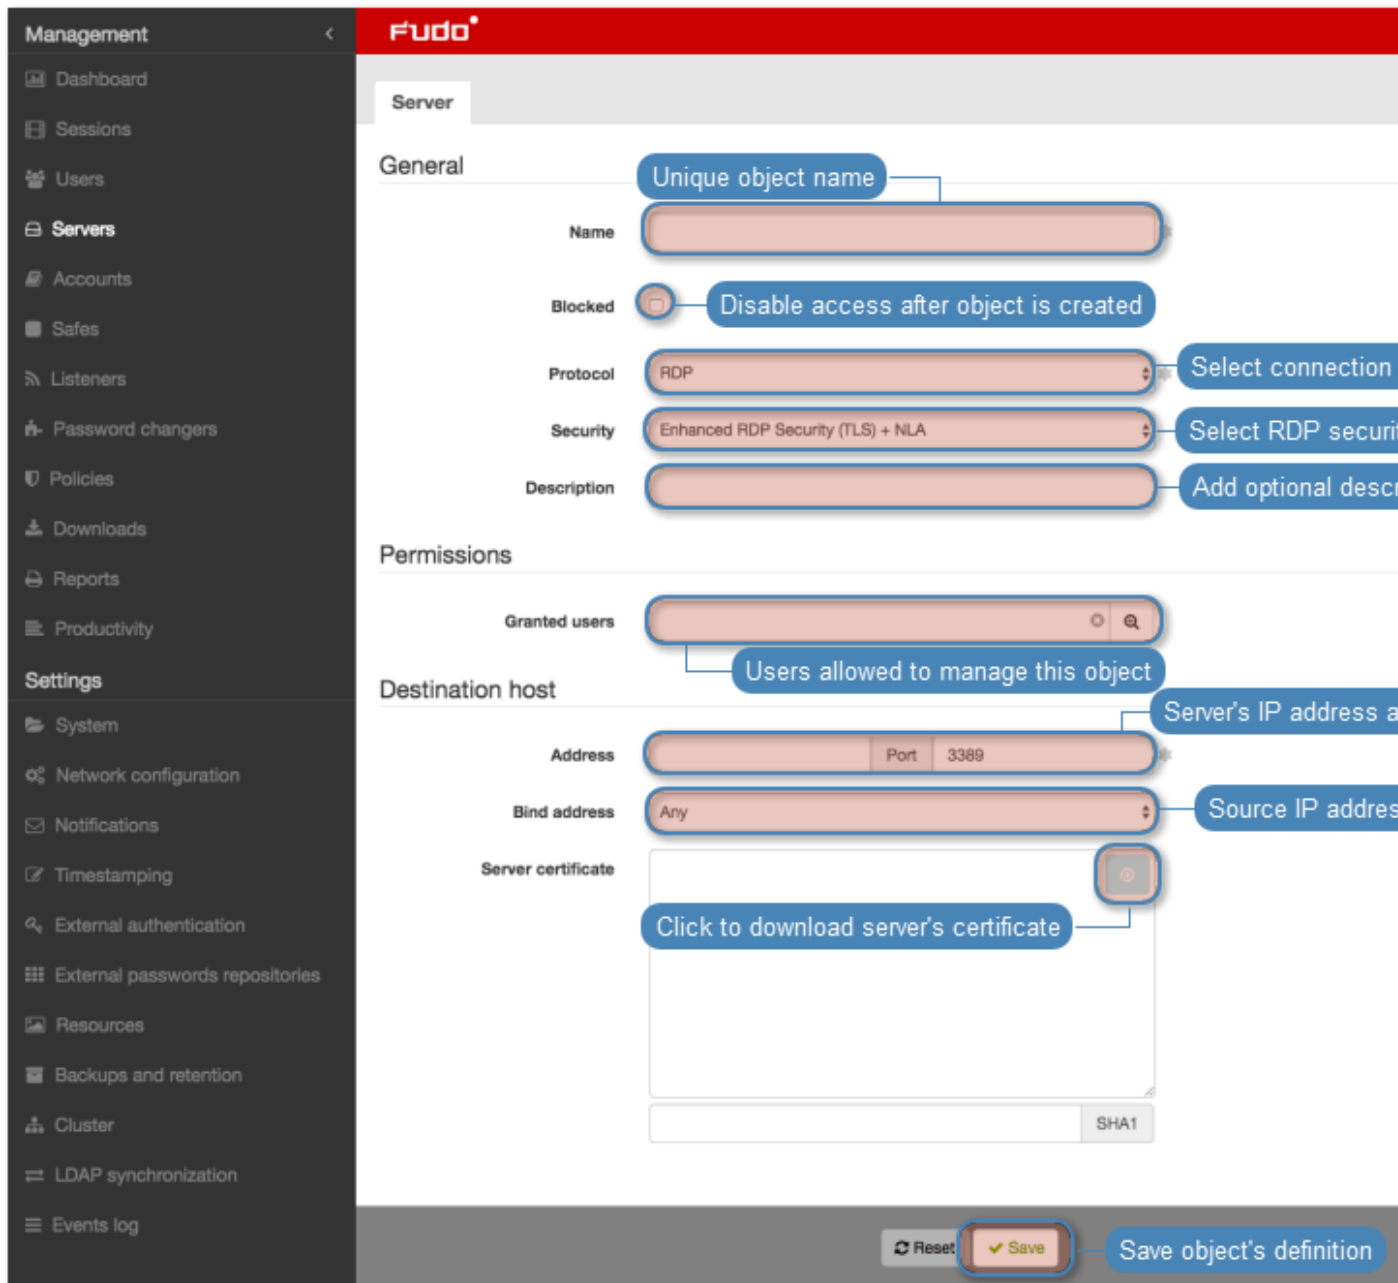 Management
Dashboard
Sessions
Users
Servers
Accounts
Safes
Listeners
Password changers
Policies
Downloads
Reports
Productivity
Settings
System
Network configuration
Notifications
Timestamping
External authentication
External passwords repositories
Resources
Backups and retention
Cluster
LDAP synchronization
Events log
FUDO
Server
General
Unique object name
Name
Blocked
Disable access after object is created
Protocol
RDP
Select connection
Security
Enhanced RDP Security (TLS) + NLA
Select RDP securit
Description
Add optional descr
Permissions
Granted users
Users allowed to manage this object
Destination host
Server's IP address a
Address
Port
3389
Bind address
Any
Source IP addres
Server certificate
Click to download server's certificate
SHA1
Reset
Save
Save object's definition